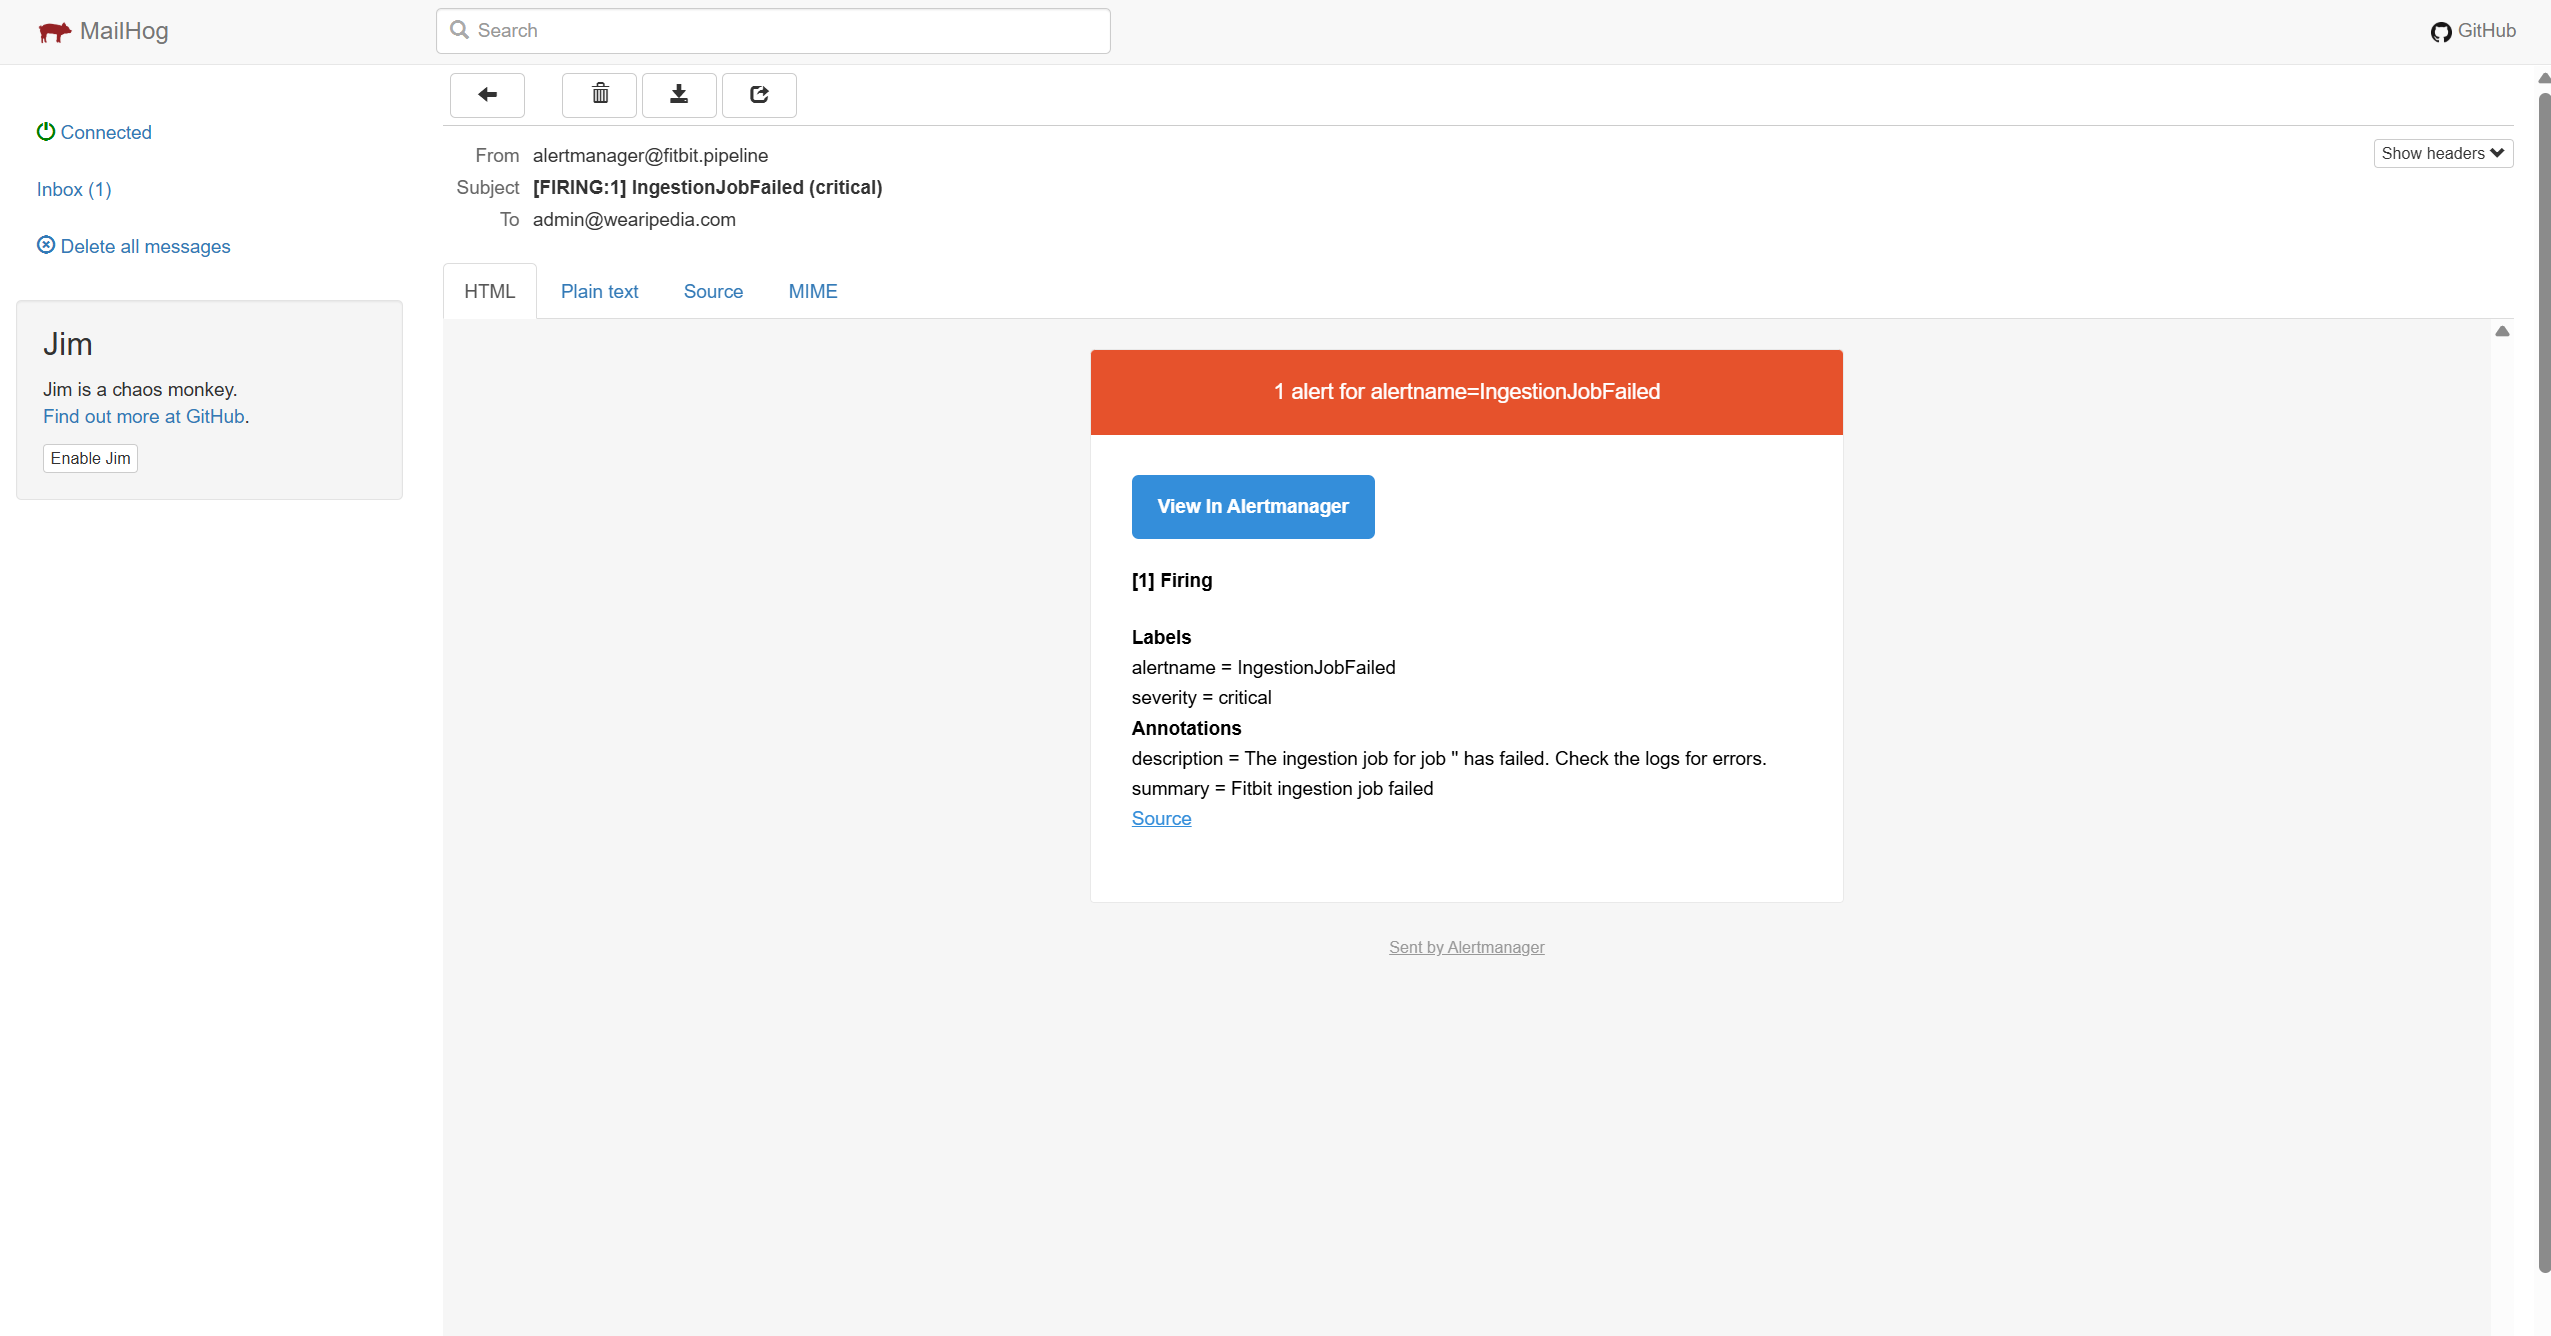 MailHog
Search
GitHub
Connected
Inbox (1)
Delete all messages
Jim
Jim is a chaos monkey.
Find out more at GitHub.
Enable Jim
From alertmanager@fitbit.pipeline
Show headers
Subject [FIRING:1] IngestionJobFailed (critical)
To admin@wearipedia.com
HTML Plain text Source MIME
1 alert for alertname=IngestionJobFailed
View In Alertmanager
[1] Firing
Labels
alertname = IngestionJobFailed
severity = critical
Annotations
description = The ingestion job for job '' has failed. Check the logs for errors.
summary = Fitbit ingestion job failed
Source
Sent by Alertmanager